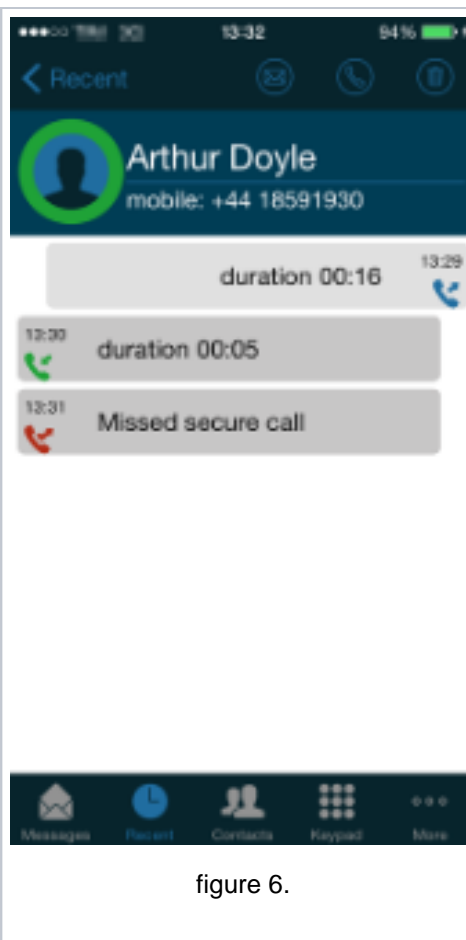 13:32 94%
Recent
Arthur Doyle
mobile: +44 18591930
13:29
duration 00:16
13:30
duration 00:05
13:31
Missed secure call
Messages Recent Contacts Keypad More
figure 6.